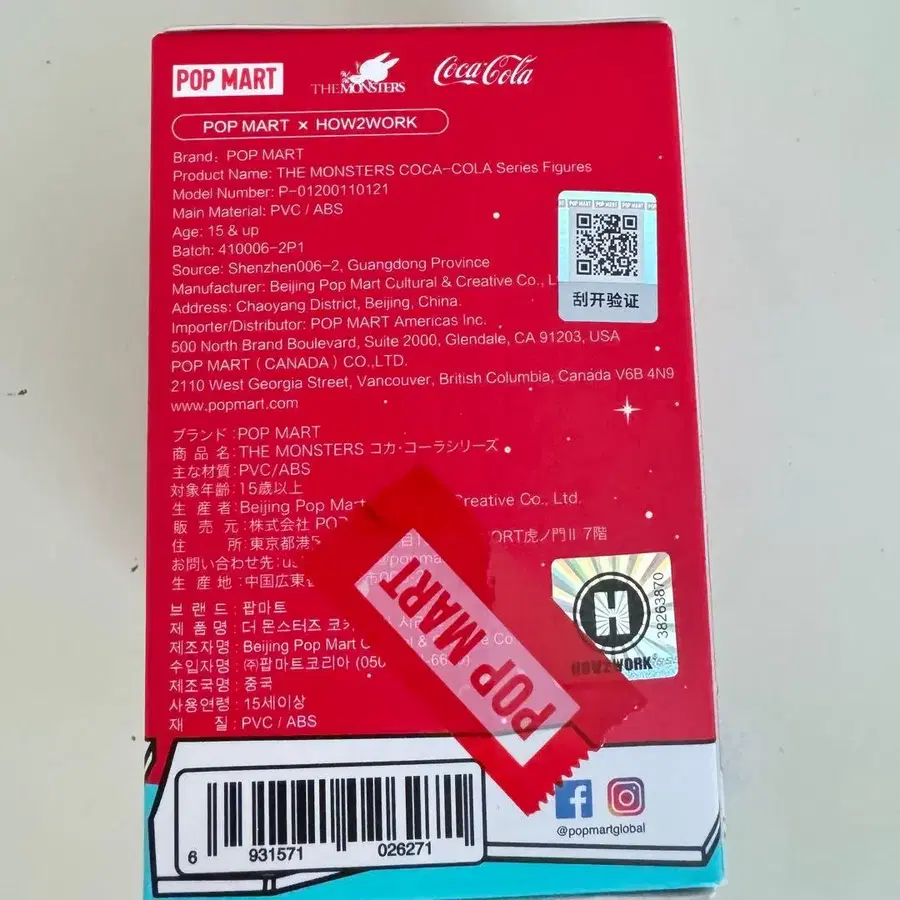 POP MART
THE MONSTERS
Coca-Cola
POP MART × HOW2WORK
Brand: POP MART
Product Name: THE MONSTERS COCA-COLA Series Figures
Model Number: P-01200110121
Main Material: PVC / ABS
Age: 15 & up
Batch: 410006-2P1
Source: Shenzhen006-2, Guangdong Province
Manufacturer: Beijing Pop Mart Cultural & Creative Co.,
Address: Chaoyang District, Beijing, China.
Importer/Distributor: POP MART Americas Inc.
500 North Brand Boulevard, Suite 2000, Glendale, CA 91203, USA
POP MART (CANADA) CO.,LTD.
2110 West Georgia Street, Vancouver, British Columbia, Canada V6B 4N9
www.popmart.com
POP MART POP MART POP MART
刮开验证
ブランド:POP MART
商品名:THE MONSTERS コカ·コーラシリーズ
主な材質:PVC/ABS
対象年齢:15歳以上
生産者:Beijing Pop Mart Creative Co., Ltd.
販売元:株式会社
住所:東京都港 虎ノ門II 7階
お問い合わせ先:
生産地:中国広東
브랜드: 팝마트
제품명: 더 몬스터즈
제조자명: Beijing Pop Mart & Co
수입자명: ㈜팝마트코리아
제조국명: 중국
사용연령: 15세이상
재질: PVC / ABS
POP MART
H
HOW2WORK
38263870
6 931571 026271
@popmartglobal